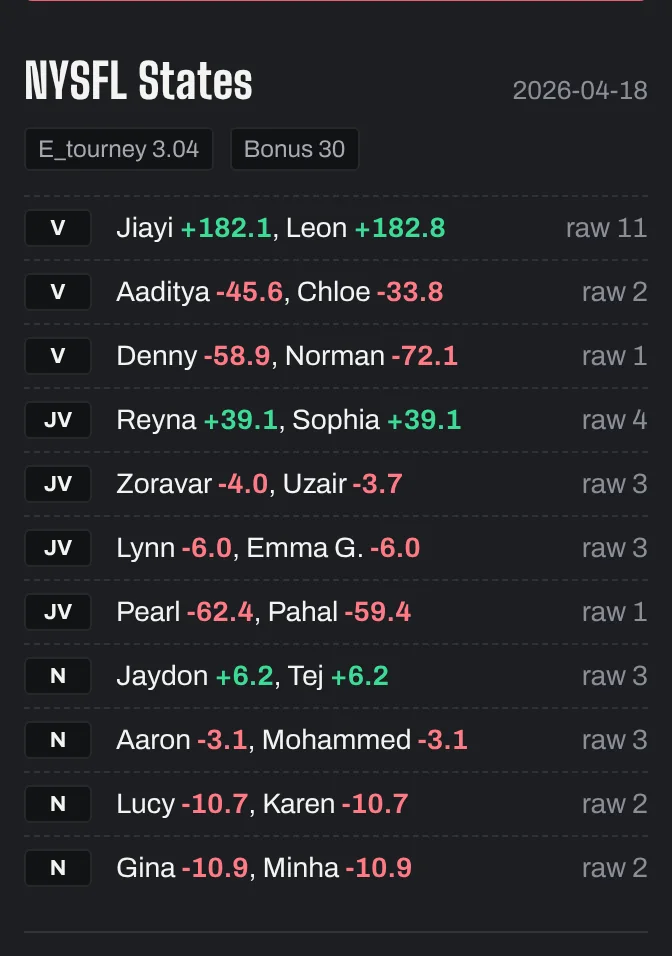 NYSFL States 2026-04-18
E_tourney 3.04 Bonus 30
V Jiayi +182.1, Leon +182.8 raw 11
V Aaditya -45.6, Chloe -33.8 raw 2
V Denny -58.9, Norman -72.1 raw 1
JV Reyna +39.1, Sophia +39.1 raw 4
JV Zoravar -4.0, Uzair -3.7 raw 3
JV Lynn -6.0, Emma G. -6.0 raw 3
JV Pearl -62.4, Pahal -59.4 raw 1
N Jaydon +6.2, Tej +6.2 raw 3
N Aaron -3.1, Mohammed -3.1 raw 3
N Lucy -10.7, Karen -10.7 raw 2
N Gina -10.9, Minha -10.9 raw 2